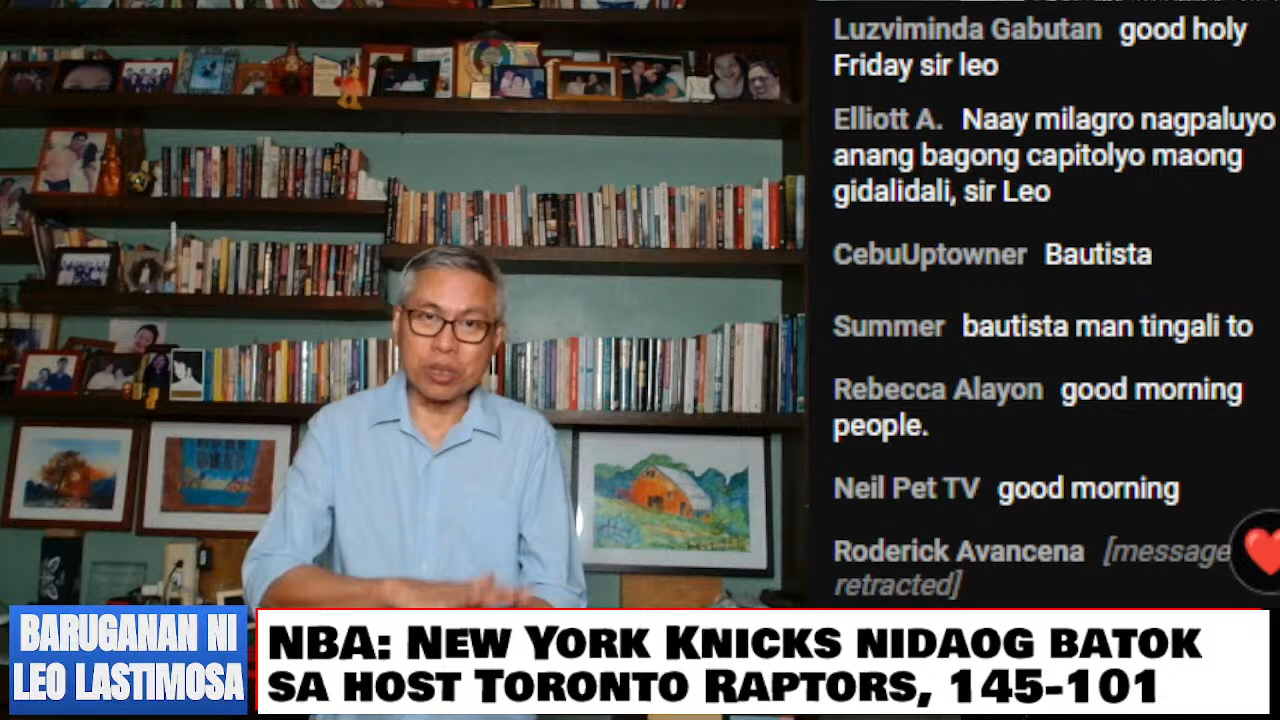 Luzviminda Gabutan good holy
Friday sir leo
Elliott A. Naay milagro nagpaluyo
anang bagong capitolyo maong
gidalidali, sir Leo
CebuUptowner Bautista
Summer bautista man tingali to
Rebecca Alayon good morning
people.
Neil Pet TV good morning
Roderick Avancena [message
retracted]
BARUGANAN NI
LEO LASTIMOSA
NBA: NEW YORK KNICKS NIDAOG BATOK
SA HOST TORONTO RAPTORS, 145-101